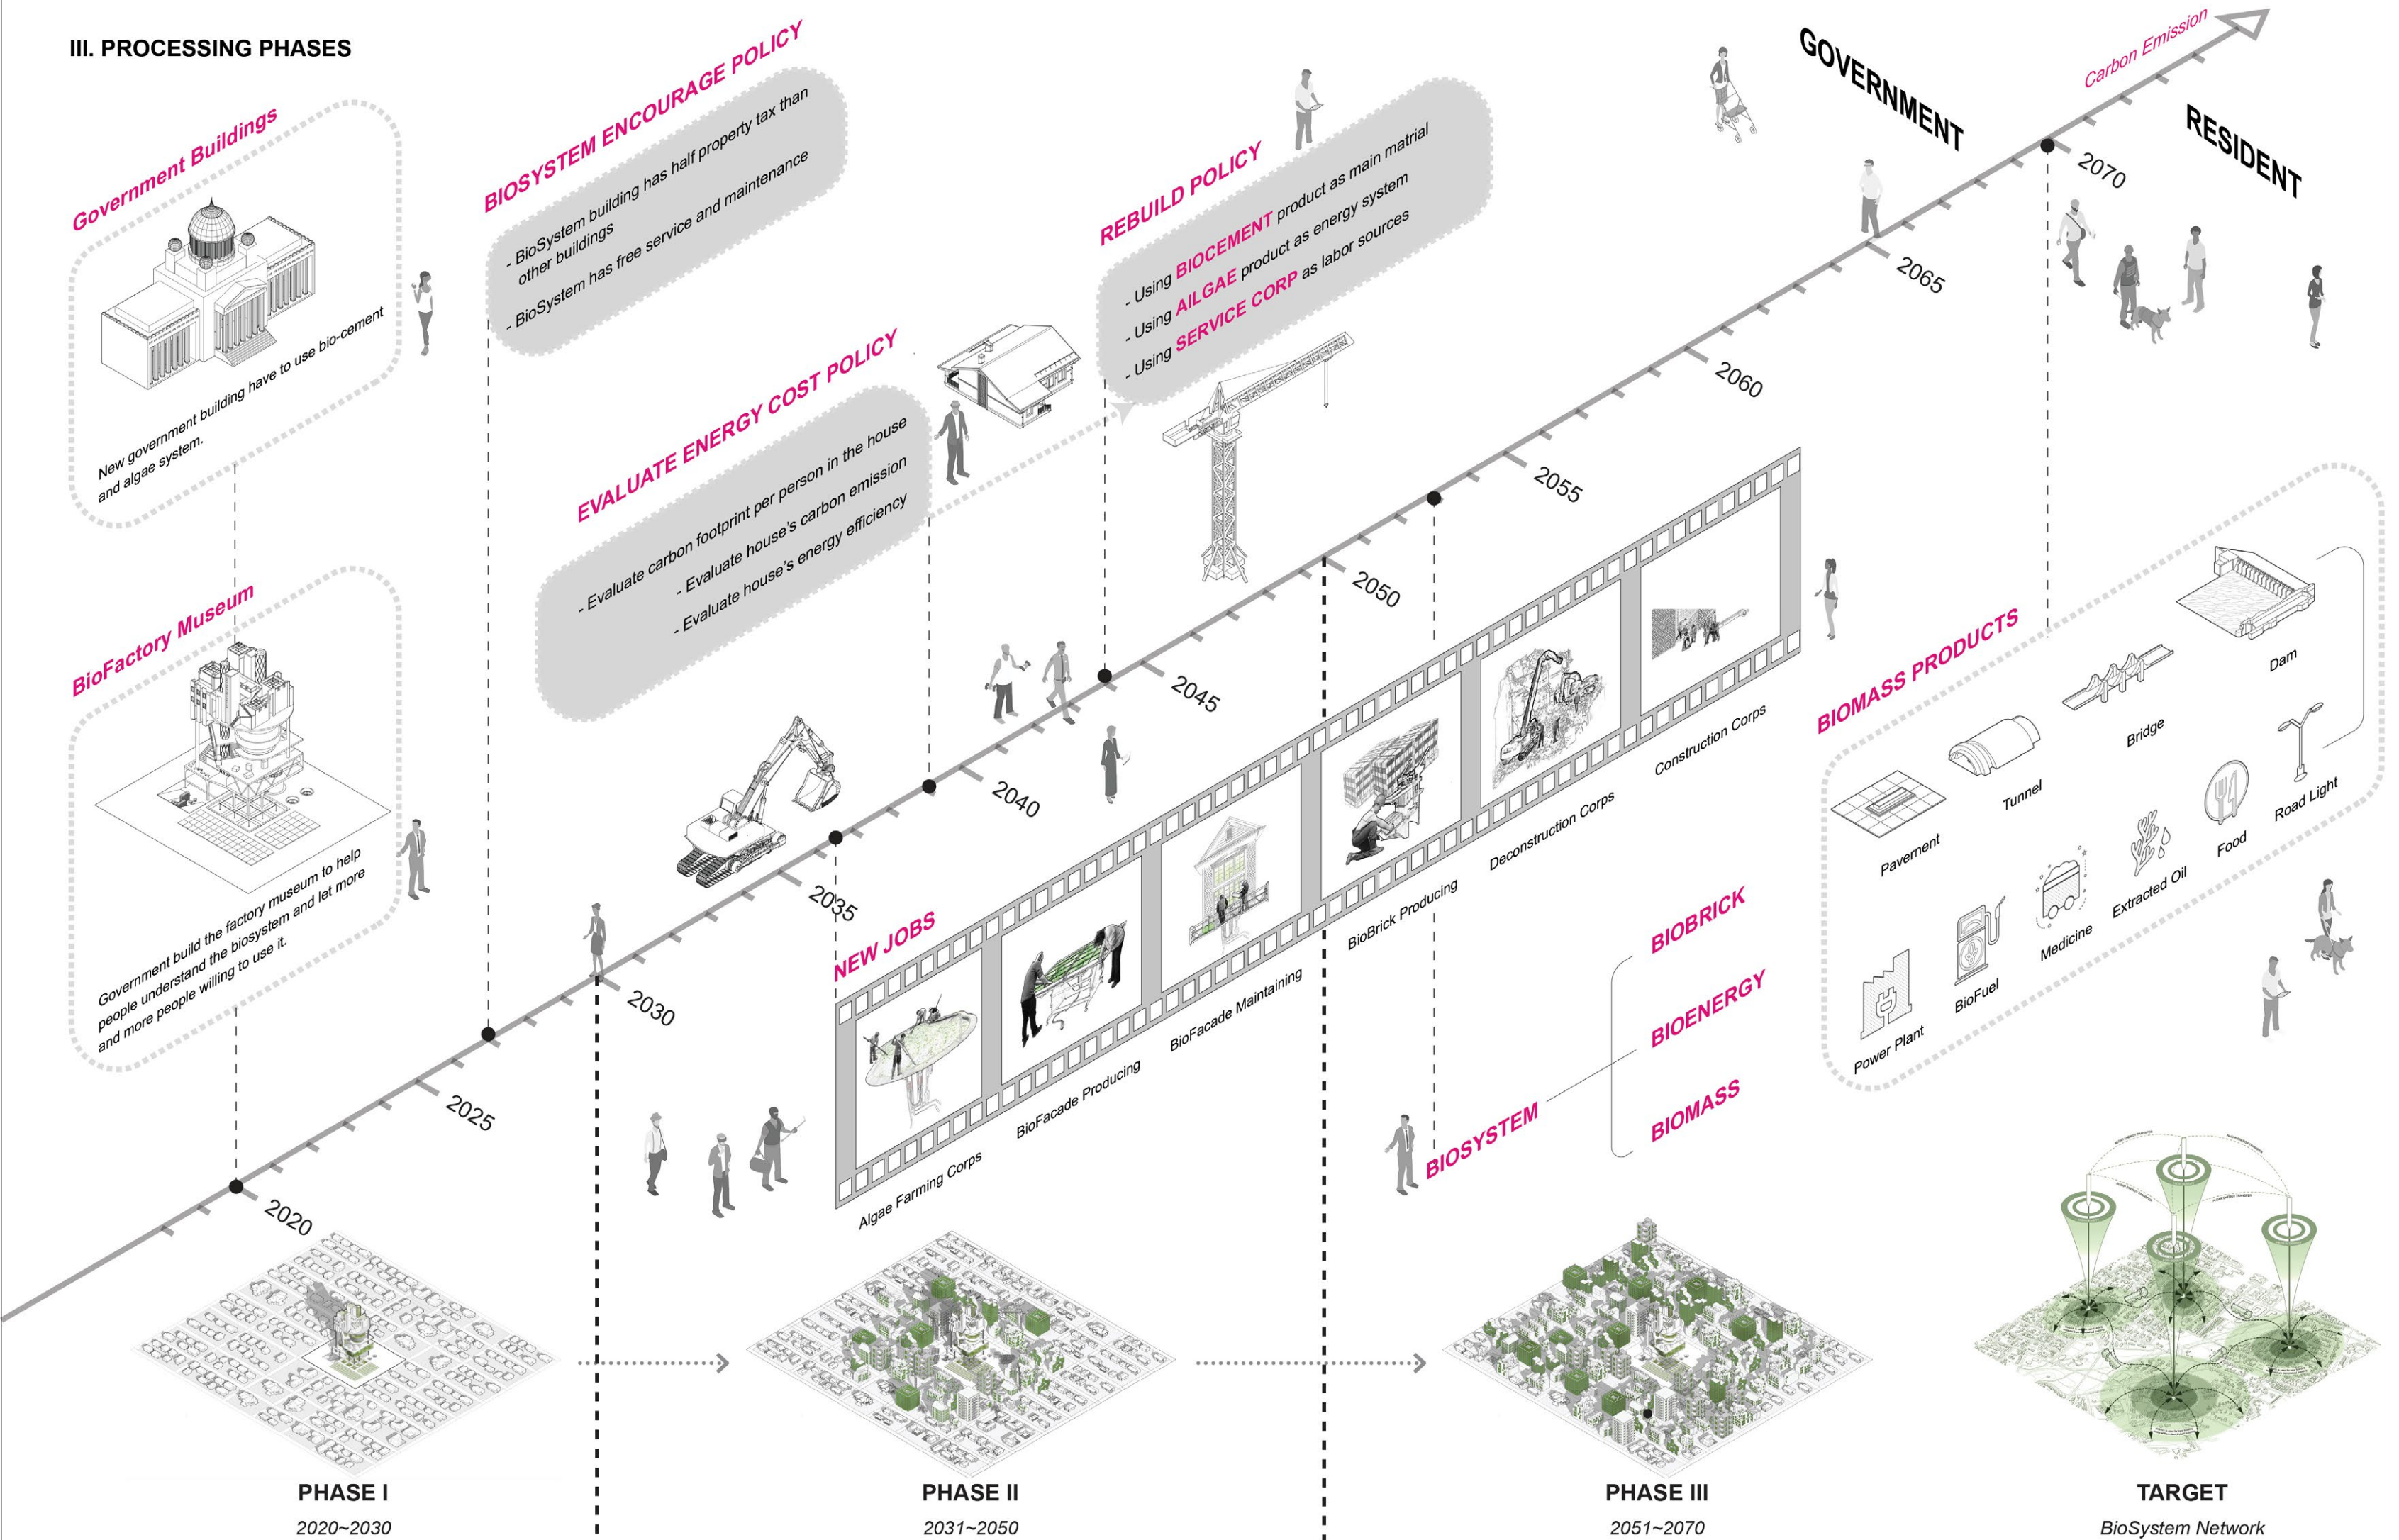 III. PROCESSING PHASES
Government Buildings
New government building have to use bio-cement
and algae system.
BioFactory Museum
Government build the factory museum to help
people understand the biosystem and let more
and more people willing to use it.
BIOSYSTEM ENCOURAGE POLICY
- BioSystem building has half property tax than
other buildings
- BioSystem has free service and maintenance
EVALUATE ENERGY COST POLICY
- Evaluate carbon footprint per person in the house
- Evaluate house's carbon emission
- Evaluate house's energy efficiency
REBUILD POLICY
- Using BIOCEMENT product as main matrial
- Using AILGAE product as energy system
- Using SERVICE CORP as labor sources
GOVERNMENT
Carbon Emission
RESIDENT
2020
2025
2030
2035
2040
2045
2050
2055
2060
2065
2070
NEW JOBS
Algae Farming Corps
BioFacade Producing
BioFacade Maintaining
BioBrick Producing
Deconstruction Corps
Construction Corps
BIOSYSTEM
BIOBRICK
BIOENERGY
BIOMASS
BIOMASS PRODUCTS
Pavernent
Tunnel
Bridge
Dam
Power Plant
BioFuel
Medicine
Extracted Oil
Food
Road Light
PHASE I
2020~2030
PHASE II
2031~2050
PHASE III
2051~2070
TARGET
BioSystem Network